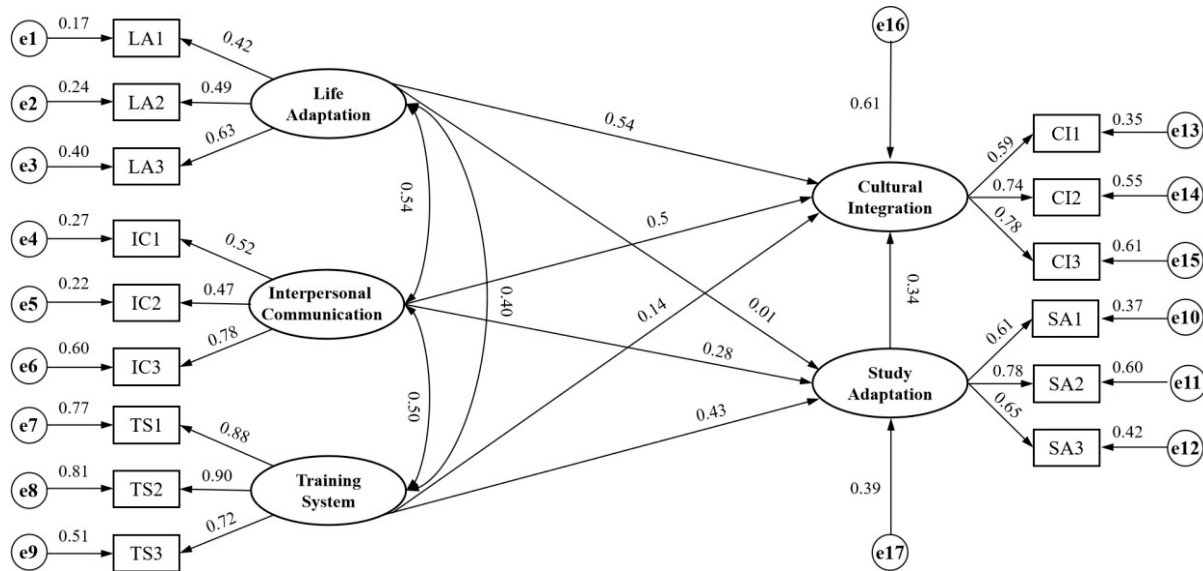 e1
0.17
LA1
0.42
e2
0.24
LA2
0.49
Life
Adaptation
e3
0.40
LA3
0.63
e4
0.27
IC1
0.52
e5
0.22
IC2
0.47
Interpersonal
Communication
e6
0.60
IC3
0.78
e7
0.77
TS1
0.88
e8
0.81
TS2
0.90
Training
System
e9
0.51
TS3
0.72
0.54
0.40
0.50
0.54
0.5
0.14
0.01
0.28
0.43
e16
0.61
Cultural
Integration
0.34
Study
Adaptation
0.39
e17
0.59
CI1
0.35
e13
0.74
CI2
0.55
e14
0.78
CI3
0.61
e15
0.61
SA1
0.37
e10
0.78
SA2
0.60
e11
0.65
SA3
0.42
e12